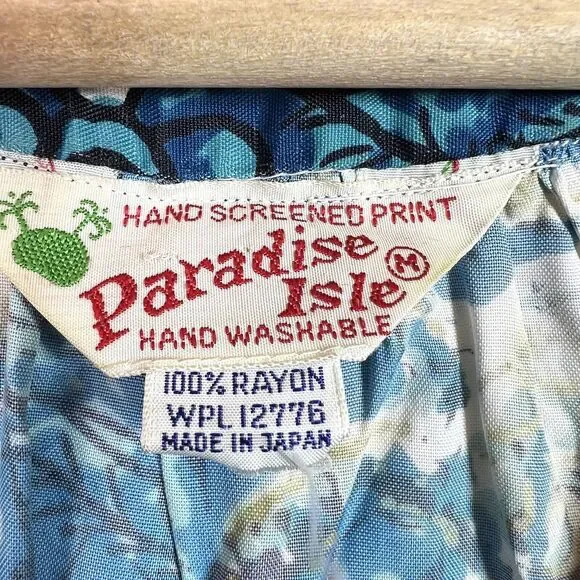 HAND SCREENED PRINT
Paradise
Isle M
HAND WASHABLE
100% RAYON
WPL 12776
MADE IN JAPAN